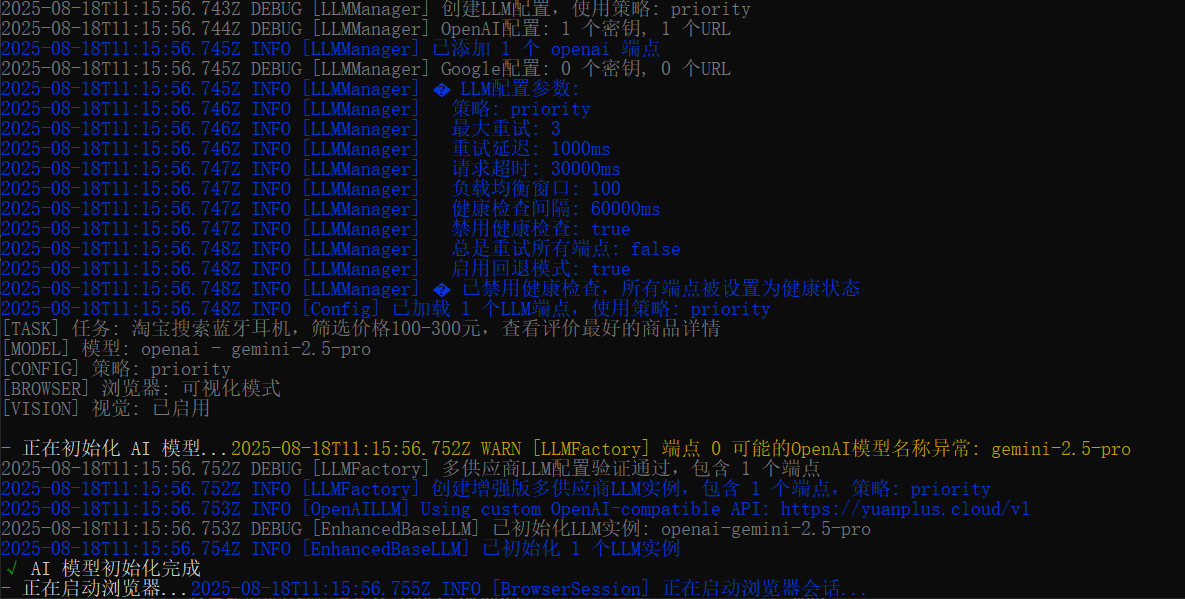 2025-08-18T11:15:56.743Z DEBUG [LLMManager] 创建LLM配置，使用策略: priority
2025-08-18T11:15:56.744Z DEBUG [LLMManager] OpenAI配置: 1 个密钥, 1 个URL
2025-08-18T11:15:56.745Z INFO [LLMManager] 已添加 1 个 openai 端点
2025-08-18T11:15:56.745Z DEBUG [LLMManager] Google配置: 0 个密钥, 0 个URL
2025-08-18T11:15:56.745Z INFO [LLMManager] � LLM配置参数:
2025-08-18T11:15:56.746Z INFO [LLMManager]   策略: priority
2025-08-18T11:15:56.746Z INFO [LLMManager]   最大重试: 3
2025-08-18T11:15:56.746Z INFO [LLMManager]   重试延迟: 1000ms
2025-08-18T11:15:56.747Z INFO [LLMManager]   请求超时: 30000ms
2025-08-18T11:15:56.747Z INFO [LLMManager]   负载均衡窗口: 100
2025-08-18T11:15:56.747Z INFO [LLMManager]   健康检查间隔: 60000ms
2025-08-18T11:15:56.747Z INFO [LLMManager]   禁用健康检查: true
2025-08-18T11:15:56.748Z INFO [LLMManager]   总是重试所有端点: false
2025-08-18T11:15:56.748Z INFO [LLMManager]   启用回退模式: true
2025-08-18T11:15:56.748Z INFO [LLMManager] � 已禁用健康检查，所有端点被设置为健康状态
2025-08-18T11:15:56.748Z INFO [Config] 已加载 1 个LLM端点，使用策略: priority
[TASK] 任务: 淘宝搜索蓝牙耳机，筛选价格100-300元，查看评价最好的商品详情
[MODEL] 模型: openai - gemini-2.5-pro
[CONFIG] 策略: priority
[BROWSER] 浏览器: 可视化模式
[VISION] 视觉: 已启用
- 正在初始化 AI 模型...2025-08-18T11:15:56.752Z WARN [LLMFactory] 端点 0 可能的OpenAI模型名称异常: gemini-2.5-pro
2025-08-18T11:15:56.752Z DEBUG [LLMFactory] 多供应商LLM配置验证通过，包含 1 个端点
2025-08-18T11:15:56.752Z INFO [LLMFactory] 创建增强版多供应商LLM实例，包含 1 个端点，策略: priority
2025-08-18T11:15:56.753Z INFO [OpenAILLM] Using custom OpenAI-compatible API: https://yuanplus.cloud/v1
2025-08-18T11:15:56.753Z DEBUG [EnhancedBaseLLM] 已初始化LLM实例: openai-gemini-2.5-pro
2025-08-18T11:15:56.754Z INFO [EnhancedBaseLLM] 已初始化 1 个LLM实例
√ AI 模型初始化完成
- 正在启动浏览器...2025-08-18T11:15:56.755Z INFO [BrowserSession] 正在启动浏览器会话...